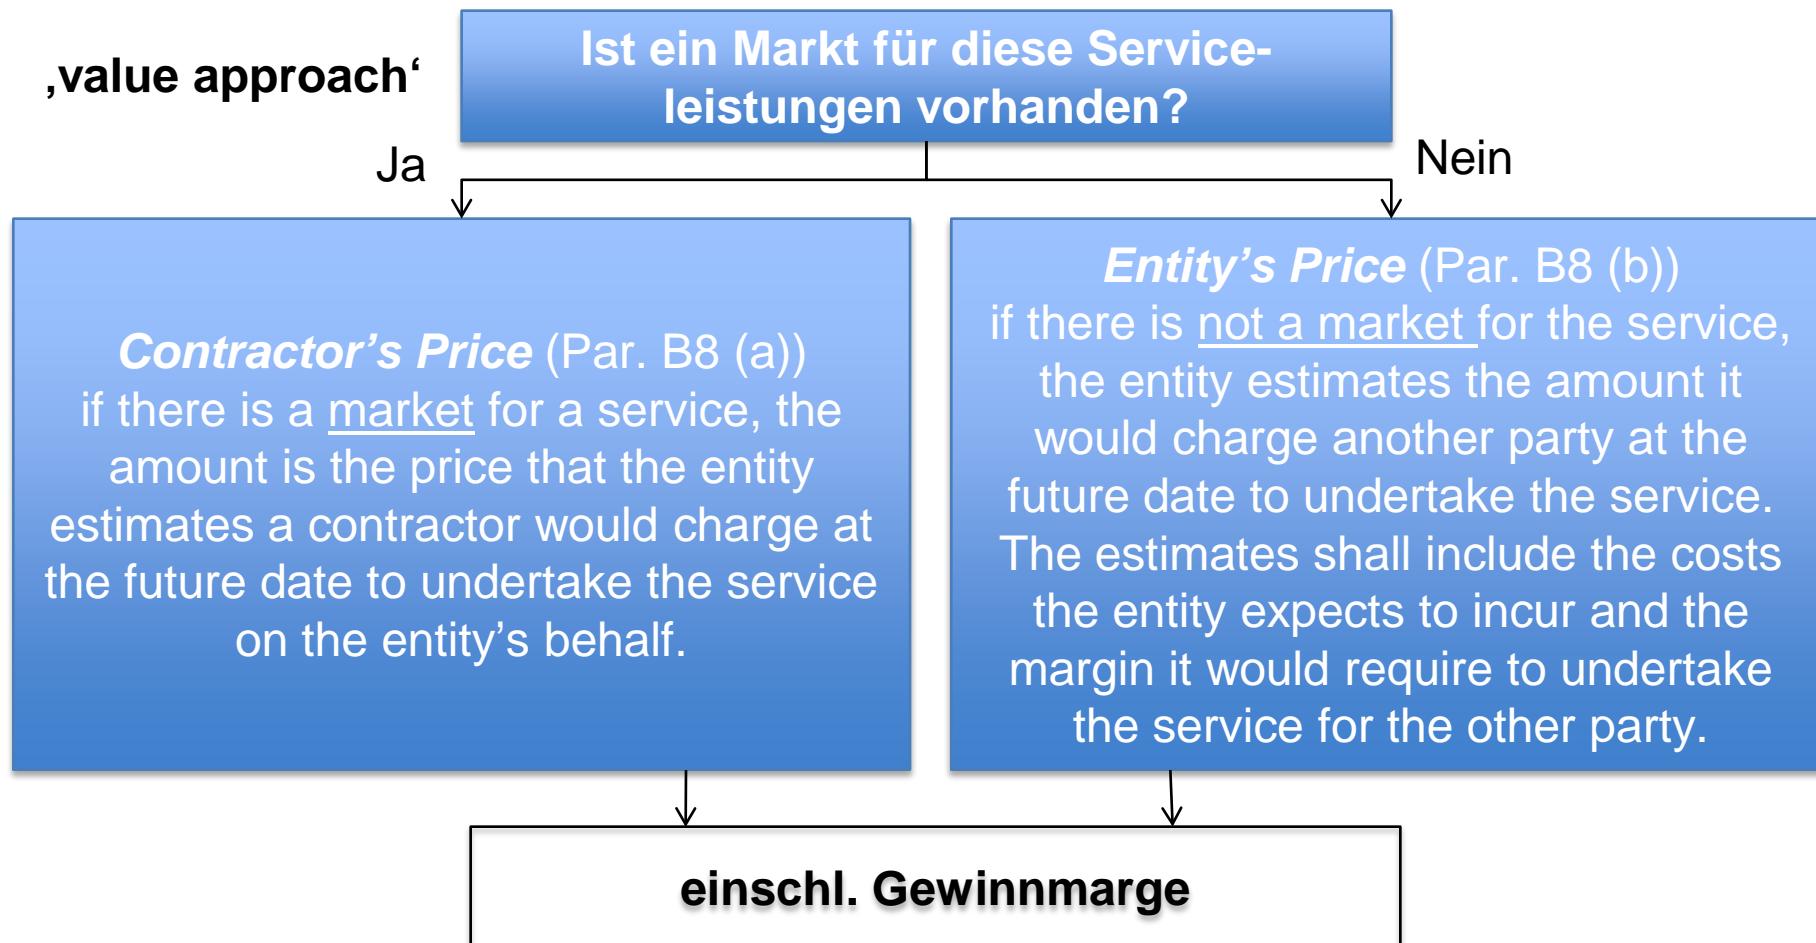 ‚value approach‘
Ist ein Markt für diese Service-
leistungen vorhanden?
Ja
Nein
Contractor’s Price (Par. B8 (a))
if there is a market for a service, the
amount is the price that the entity
estimates a contractor would charge at
the future date to undertake the service
on the entity’s behalf.
Entity’s Price (Par. B8 (b))
if there is not a market for the service,
the entity estimates the amount it
would charge another party at the
future date to undertake the service.
The estimates shall include the costs
the entity expects to incur and the
margin it would require to undertake
the service for the other party.
einschl. Gewinnmarge